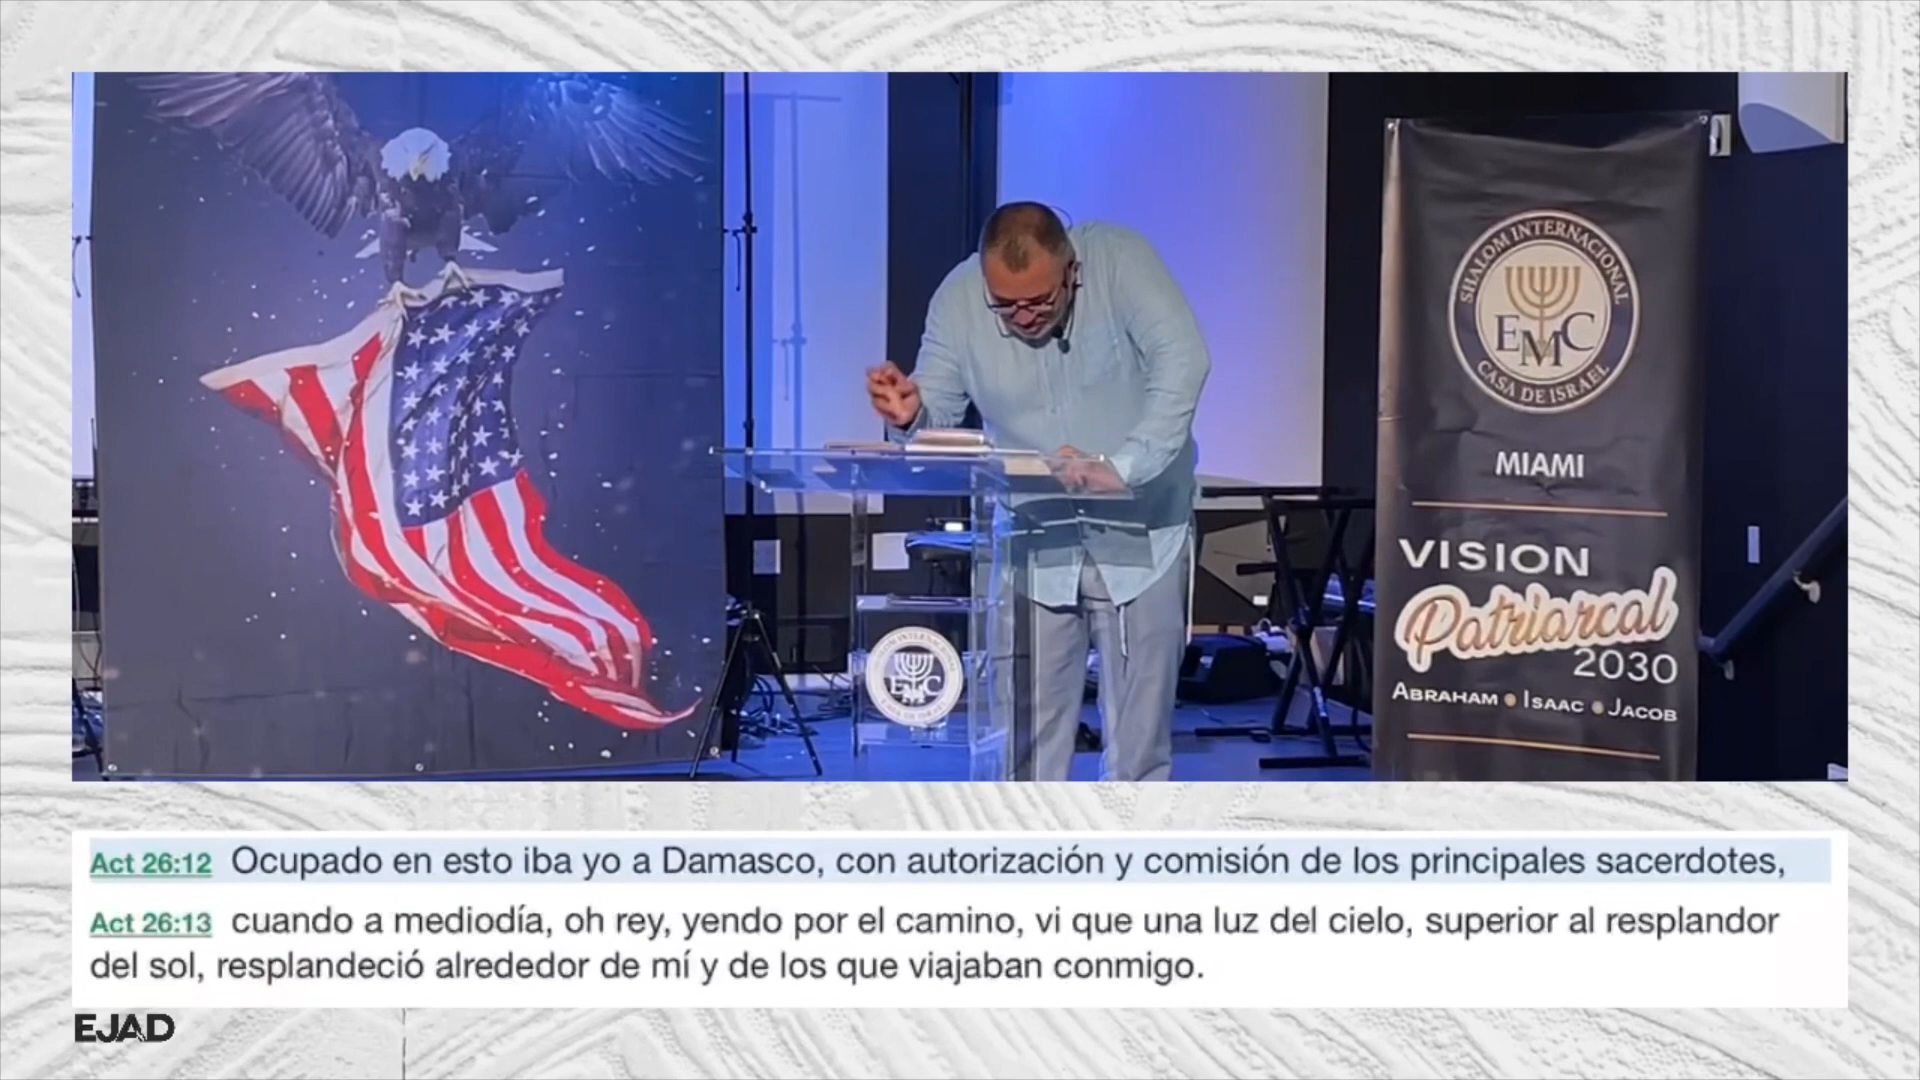 SHALOM INTERNACIONAL
EMC
CASA DE ISRAEL
MIAMI
VISION
Patriarcal
2030
ABRAHAM • ISAAC • JACOB
EMC
Act 26:12 Ocupado en esto iba yo a Damasco, con autorización y comisión de los principales sacerdotes,
Act 26:13 cuando a mediodía, oh rey, yendo por el camino, vi que una luz del cielo, superior al resplandor
del sol, resplandeció alrededor de mí y de los que viajaban conmigo.
EJAD